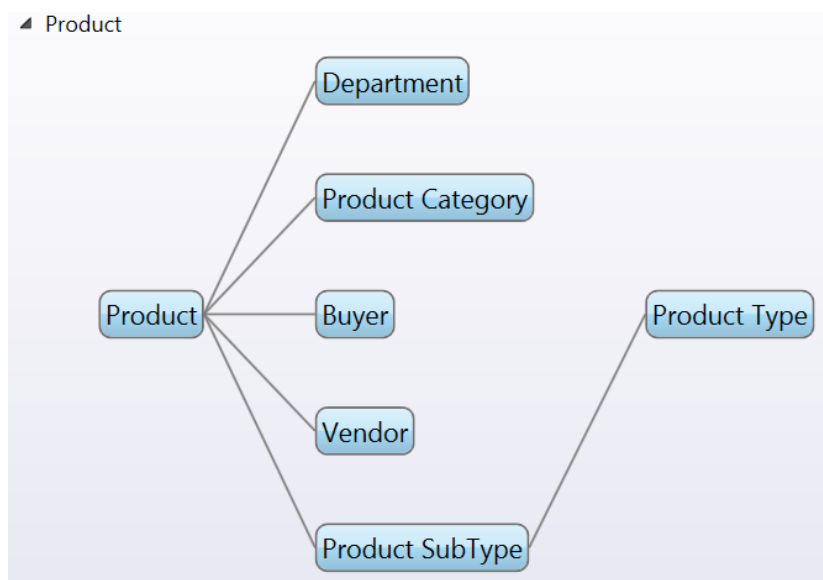 Product
Department
Product Category
Product
Buyer
Product Type
Vendor
Product SubType